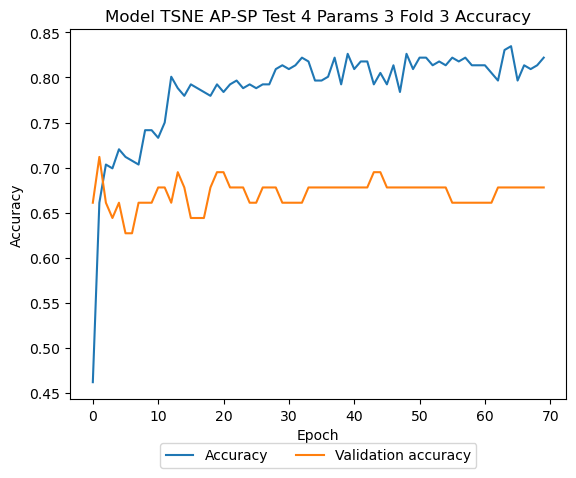 Model TSNE AP-SP Test 4 Params 3 Fold 3 Accuracy
0.85
0.80
0.75
0.70
0.65
0.60
0.55
0.50
0.45
Accuracy
0 10 20 30 40 50 60 70
Epoch
Accuracy Validation accuracy